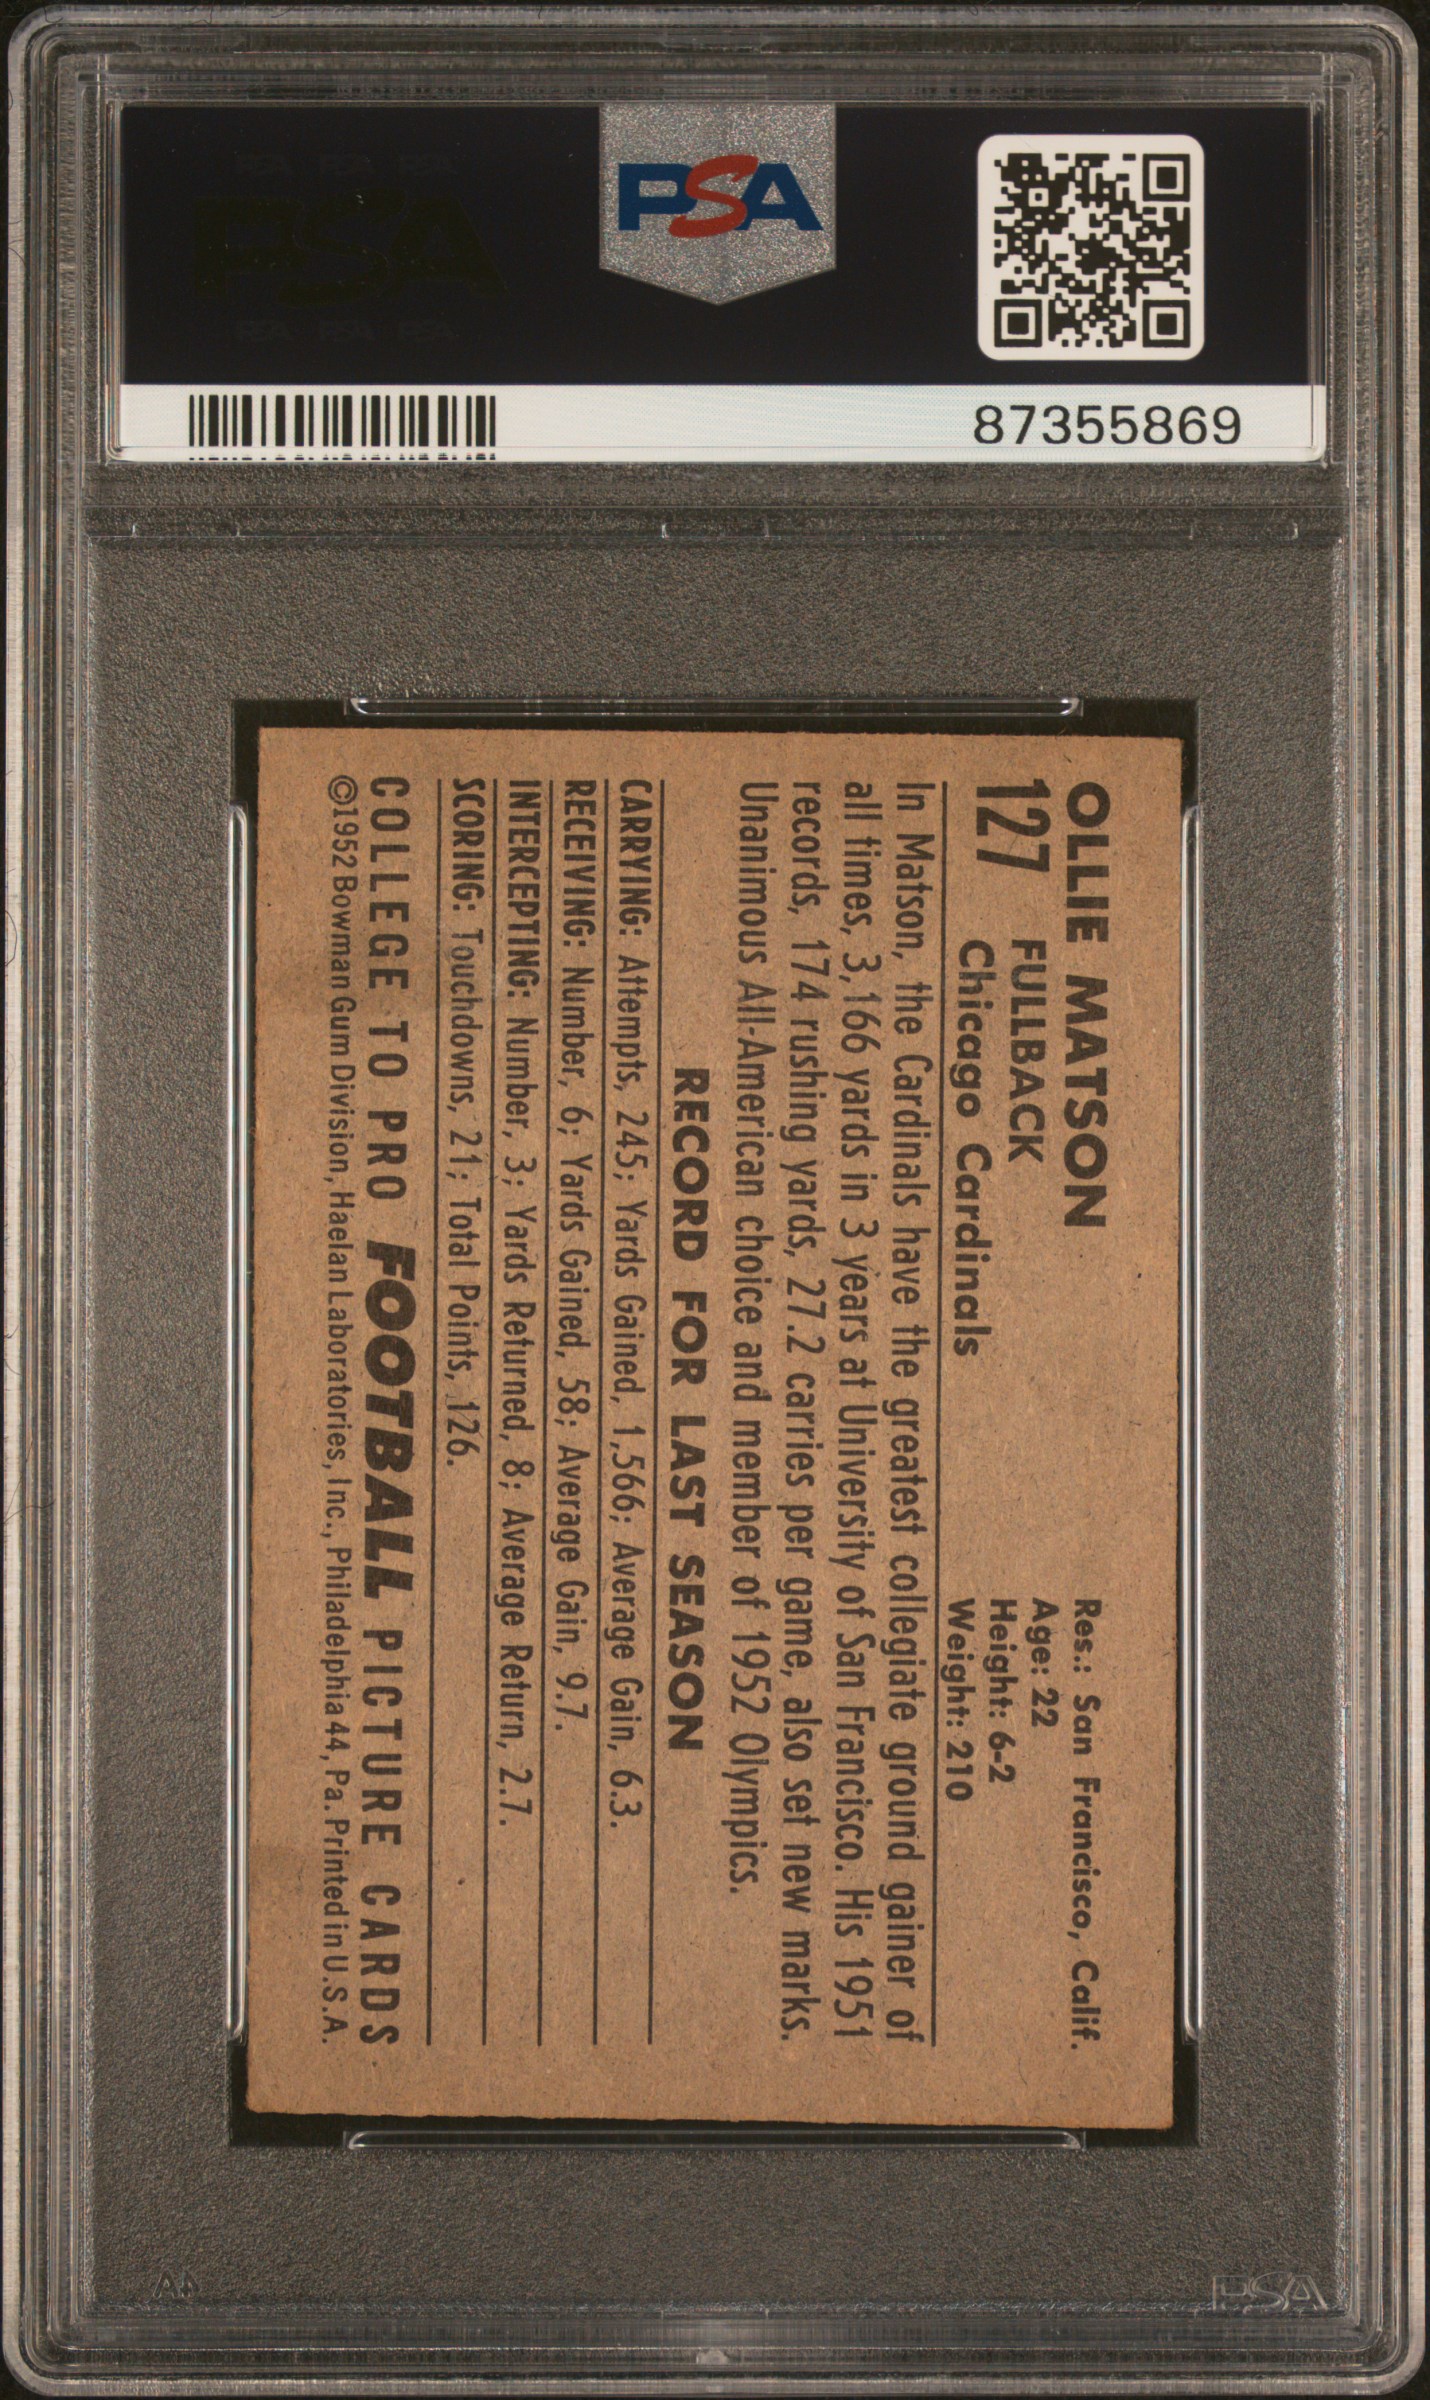 PSA
87355869
OLLIE MATSON
127 FULLBACK
Chicago Cardinals
Res.: San Francisco, Calif.
Age: 22
Height: 6-2
Weight: 210
In Matson, the Cardinals have the greatest collegiate ground gainer of
all times, 3,166 yards in 3 years at University of San Francisco. His 1951
records, 174 rushing yards, 27.2 carries per game, also set new marks.
Unanimous All-American choice and member of 1952 Olympics.
RECORD FOR LAST SEASON
CARRYING: Attempts, 245; Yards Gained, 1,566; Average Gain, 6.3.
RECEIVING: Number, 6; Yards Gained, 58; Average Gain, 9.7.
INTERCEPTING: Number, 3; Yards Returned, 8; Average Return, 2.7.
SCORING: Touchdowns, 21; Total Points, 126.
COLLEGE TO PRO FOOTBALL PICTURE CARDS
©1952 Bowman Gum Division, Haelan Laboratories, Inc., Philadelphia 44, Pa. Printed in U.S.A.
PSA